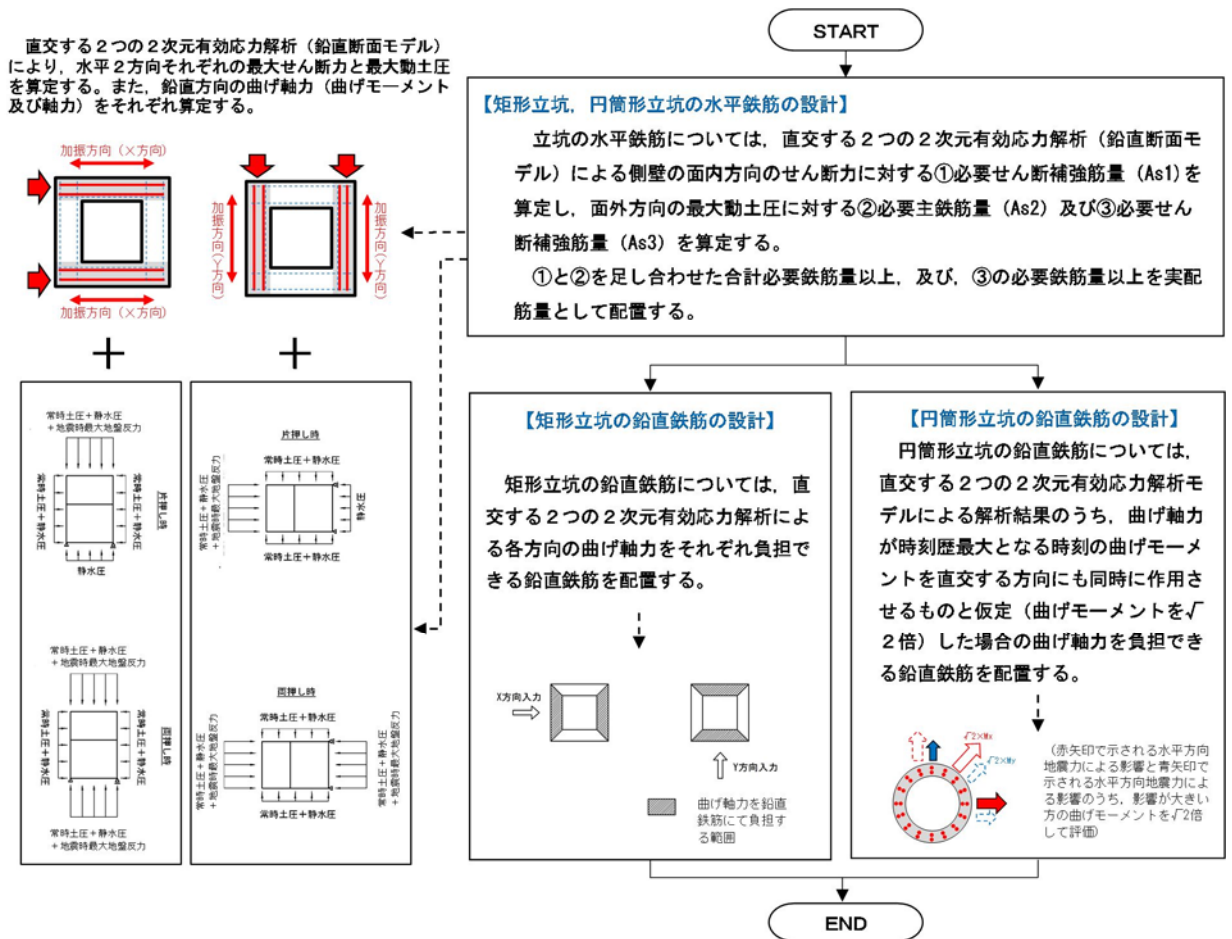 START
直交する２つの２次元有効応力解析（鉛直断面モデル）
により，水平２方向それぞれの最大せん断力と最大動土圧
を算定する。また，鉛直方向の曲げ軸力（曲げモーメント
及び軸力）をそれぞれ算定する。
加振方向（X方向）
加振方向（X方向）
加振方向（Y方向）
加振方向（Y方向）
【矩形立坑，円筒形立坑の水平鉄筋の設計】
立坑の水平鉄筋については，直交する２つの２次元有効応力解析（鉛直断面モ
デル）による側壁の面内方向のせん断力に対する①必要せん断補強筋量（As1)を
算定し，面外方向の最大動土圧に対する②必要主鉄筋量（As2）及び③必要せん
断補強筋量（As3）を算定する。
①と②を足し合わせた合計必要鉄筋量以上，及び，③の必要鉄筋量以上を実配
筋量として配置する。
＋
＋
常時土圧＋静水圧
＋地震時最大地盤反力
常時土圧＋静水圧
常時土圧＋静水圧
片押し時
静水圧
常時土圧＋静水圧
＋地震時最大地盤反力
常時土圧＋静水圧
常時土圧＋静水圧
両押し時
常時土圧＋静水圧
＋地震時最大地盤反力
片押し時
常時土圧＋静水圧
常時土圧＋静水圧
＋地震時最大地盤反力
静水圧
常時土圧＋静水圧
両押し時
常時土圧＋静水圧
常時土圧＋静水圧
＋地震時最大地盤反力
常時土圧＋静水圧
＋地震時最大地盤反力
常時土圧＋静水圧
【矩形立坑の鉛直鉄筋の設計】
矩形立坑の鉛直鉄筋については，直
交する２つの２次元有効応力解析によ
る各方向の曲げ軸力をそれぞれ負担で
きる鉛直鉄筋を配置する。
X方向入力
Y方向入力
曲げ軸力を鉛直
鉄筋にて負担す
る範囲
【円筒形立坑の鉛直鉄筋の設計】
円筒形立坑の鉛直鉄筋については，
直交する２つの２次元有効応力解析モ
デルによる解析結果のうち，曲げ軸力
が時刻歴最大となる時刻の曲げモーメ
ントを直交する方向にも同時に作用さ
せるものと仮定（曲げモーメントを√
２倍）した場合の曲げ軸力を負担でき
る鉛直鉄筋を配置する。
√2×Mx
√2×My
（赤矢印で示される水平方向
地震力による影響と青矢印で
示される水平方向地震力によ
る影響のうち，影響が大きい
方の曲げモーメントを√2倍
して評価）
END